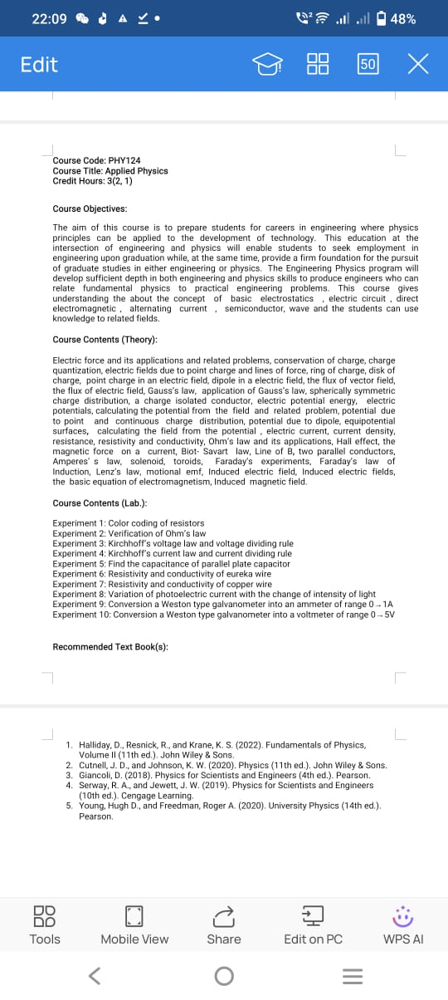 22:09
48%
Edit
50
Course Code: PHY124
Course Title: Applied Physics
Credit Hours: 3(2, 1)
Course Objectives:
The aim of this course is to prepare students for careers in engineering where physics
principles can be applied to the development of technology. This education at the
intersection of engineering and physics will enable students to seek employment in
engineering upon graduation while, at the same time, provide a firm foundation for the pursuit
of graduate studies in either engineering or physics. The Engineering Physics program will
develop sufficient depth in both engineering and physics skills to produce engineers who can
relate fundamental physics to practical engineering problems. This course gives
understanding the about the concept of basic electrostatics , electric circuit , direct
electromagnetic , alternating current , semiconductor, wave and the students can use
knowledge to related fields.
Course Contents (Theory):
Electric force and its applications and related problems, conservation of charge, charge
quantization, electric fields due to point charge and lines of force, ring of charge, disk of
charge, point charge in an electric field, dipole in a electric field, the flux of vector field,
the flux of electric field, Gauss's law, application of Gauss's law, spherically symmetric
charge distribution, a charge isolated conductor, electric potential energy, electric
potentials, calculating the potential from the field and related problem, potential due
to point and continuous charge distribution, potential due to dipole, equipotential
surfaces, calculating the field from the potential , electric current, current density,
resistance, resistivity and conductivity, Ohm's law and its applications, Hall effect, the
magnetic force on a current, Biot- Savart law, Line of B, two parallel conductors,
Amperes' s law, solenoid, toroids, Faraday's experiments, Faraday's law of
Induction, Lenz's law, motional emf, Induced electric field, Induced electric fields,
the basic equation of electromagnetism, Induced magnetic field.
Course Contents (Lab.):
Experiment 1: Color coding of resistors
Experiment 2: Verification of Ohm's law
Experiment 3: Kirchhoff's voltage law and voltage dividing rule
Experiment 4: Kirchhoff's current law and current dividing rule
Experiment 5: Find the capacitance of parallel plate capacitor
Experiment 6: Resistivity and conductivity of eureka wire
Experiment 7: Resistivity and conductivity of copper wire
Experiment 8: Variation of photoelectric current with the change of intensity of light
Experiment 9: Conversion a Weston type galvanometer into an ammeter of range 0 – 1A
Experiment 10: Conversion a Weston type galvanometer into a voltmeter of range 0 – 5V
Recommended Text Book(s):
1. Halliday, D., Resnick, R., and Krane, K. S. (2022). Fundamentals of Physics,
Volume II (11th ed.). John Wiley & Sons.
2. Cutnell, J. D., and Johnson, K. W. (2020). Physics (11th ed.). John Wiley & Sons.
3. Giancoli, D. (2018). Physics for Scientists and Engineers (4th ed.). Pearson.
4. Serway, R. A., and Jewett, J. W. (2019). Physics for Scientists and Engineers
(10th ed.). Cengage Learning.
5. Young, Hugh D., and Freedman, Roger A. (2020). University Physics (14th ed.).
Pearson.
Tools
Mobile View
Share
Edit on PC
WPS AI